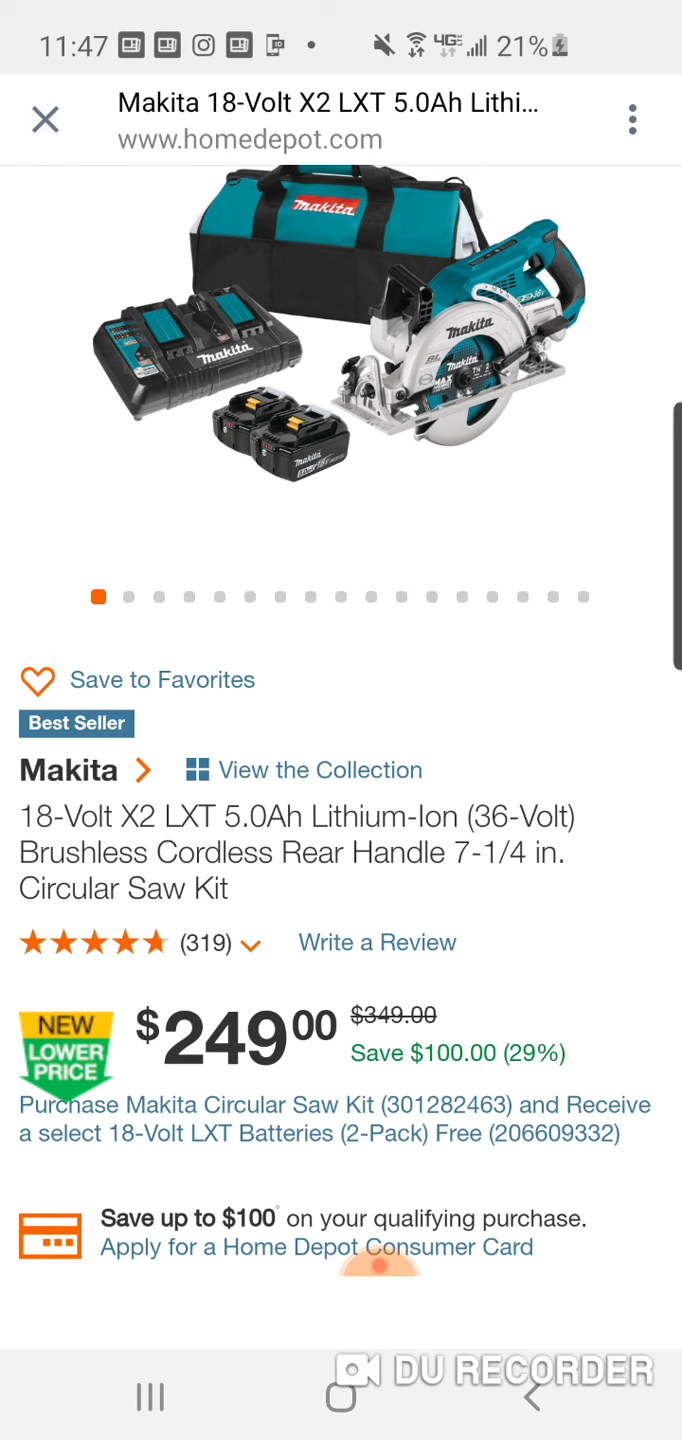 11:47 4GE 21%
Makita 18-Volt X2 LXT 5.0Ah Lithi...
www.homedepot.com
Makita
Makita
Makita
Makita
Makita
Save to Favorites
Best Seller
Makita View the Collection
18-Volt X2 LXT 5.0Ah Lithium-Ion (36-Volt)
Brushless Cordless Rear Handle 7-1/4 in.
Circular Saw Kit
(319) Write a Review
NEW
LOWER
PRICE
$249 00
$349.00
Save $100.00 (29%)
Purchase Makita Circular Saw Kit (301282463) and Receive
a select 18-Volt LXT Batteries (2-Pack) Free (206609332)
Save up to $100° on your qualifying purchase.
Apply for a Home Depot Consumer Card
DU RECORDER